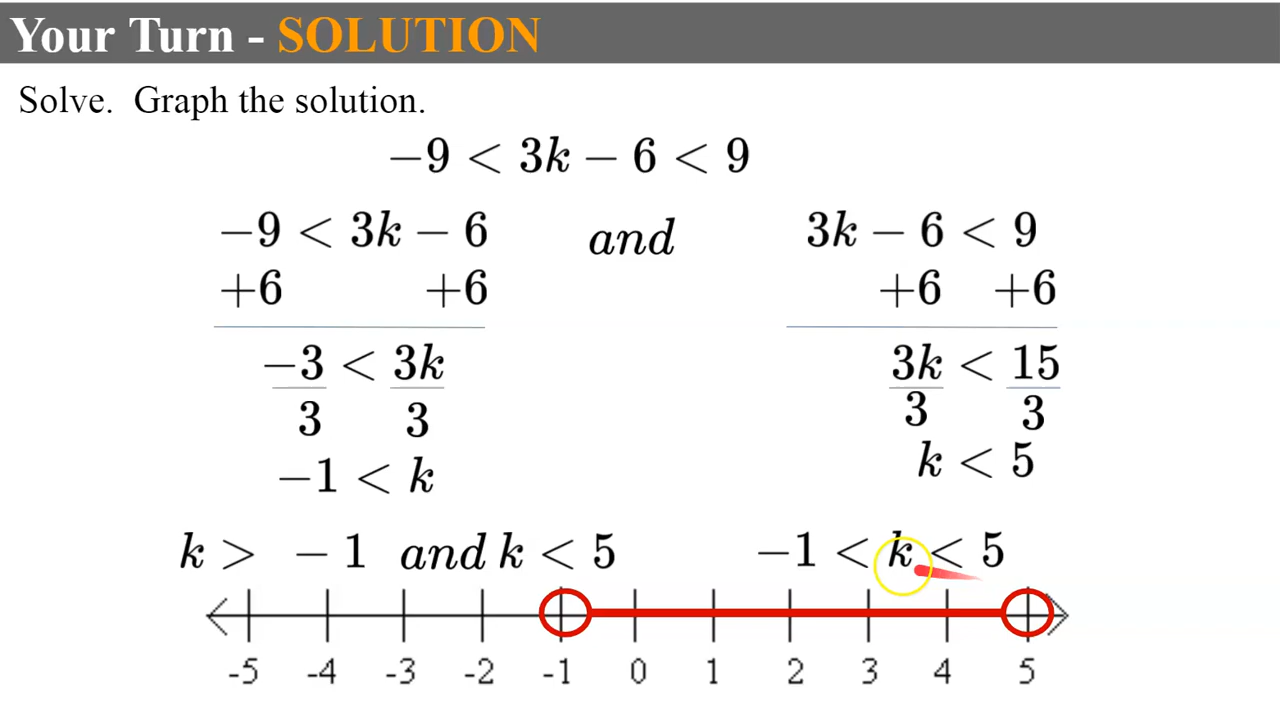 Your Turn - SOLUTION
Solve. Graph the solution.
−9 < 3k − 6 < 9
−9 < 3k − 6 and 3k − 6 < 9
+6 +6 +6 +6
−3 < 3k 3k < 15
3 3 3 3
−1 < k k < 5
k > − 1 and k < 5 −1 < k < 5
-5 -4 -3 -2 -1 0 1 2 3 4 5